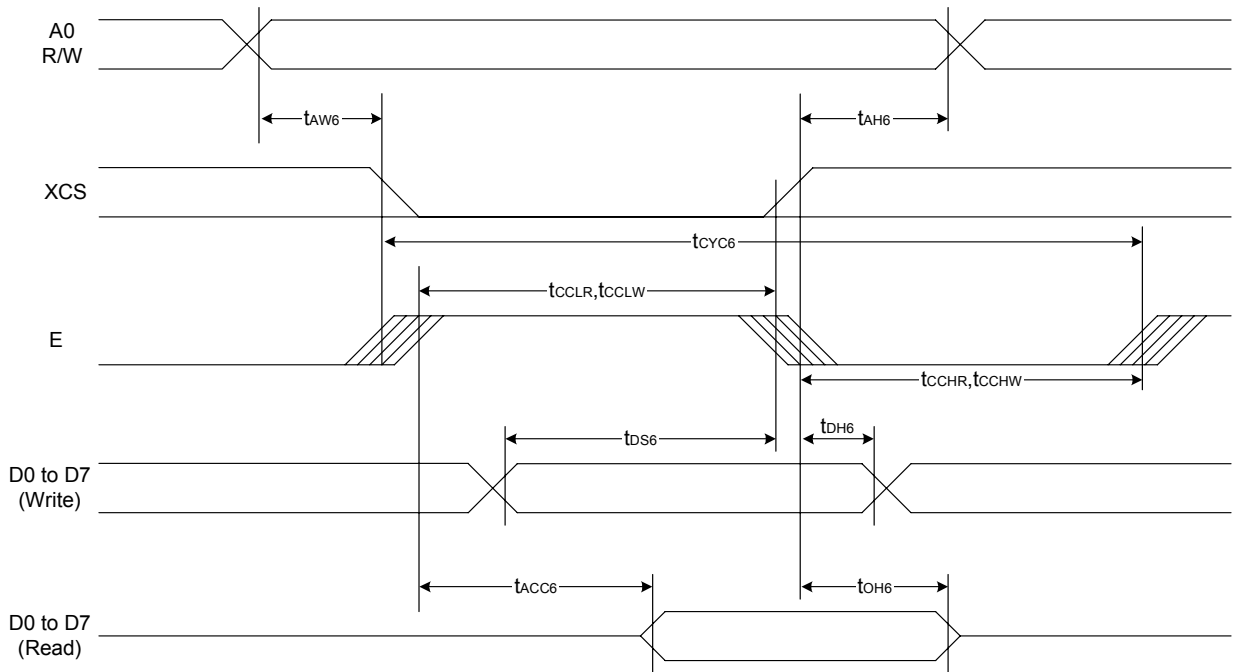 A0
R/W
tAW6
tAH6
XCS
tCYC6
tCCLR,tCCLW
E
tCCHR,tCCHW
tDS6
tDH6
D0 to D7
(Write)
tACC6
tOH6
D0 to D7
(Read)